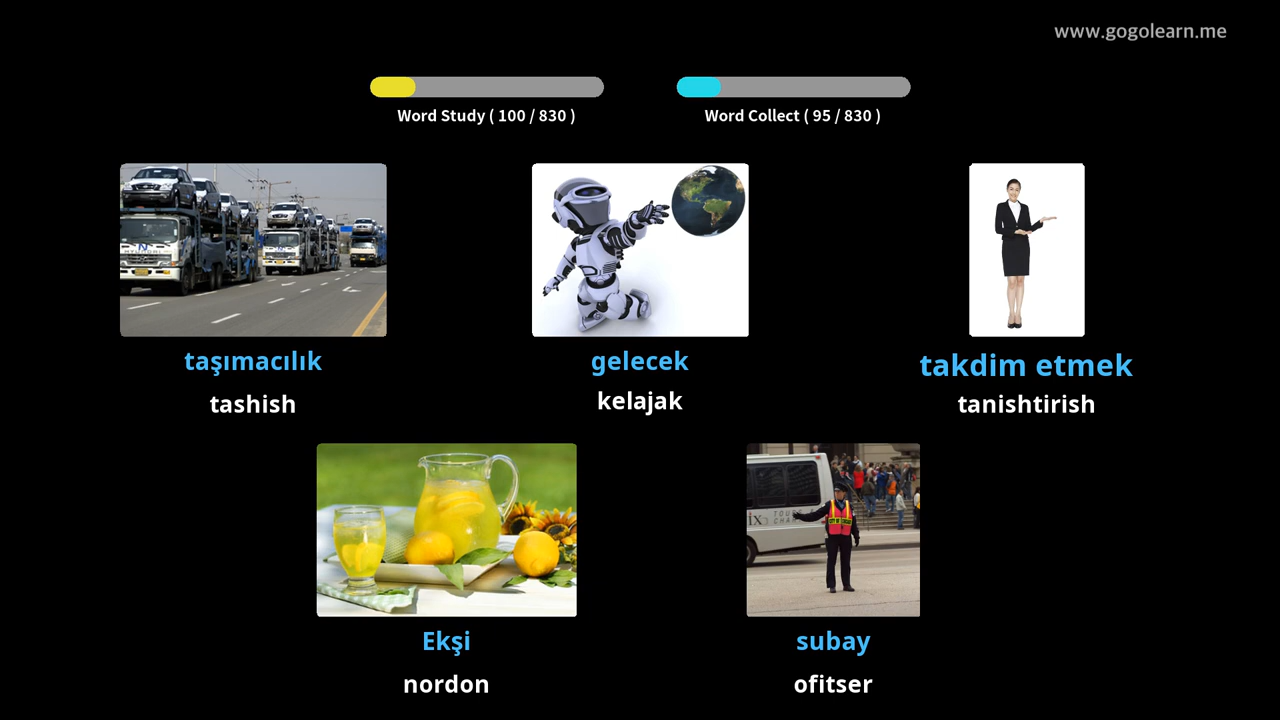 www.gogolearn.me
Word Study ( 100 / 830 )
Word Collect ( 95 / 830 )
taşımacılık
tashish
gelecek
kelajak
takdim etmek
tanishtirish
Ekşi
nordon
subay
ofitser